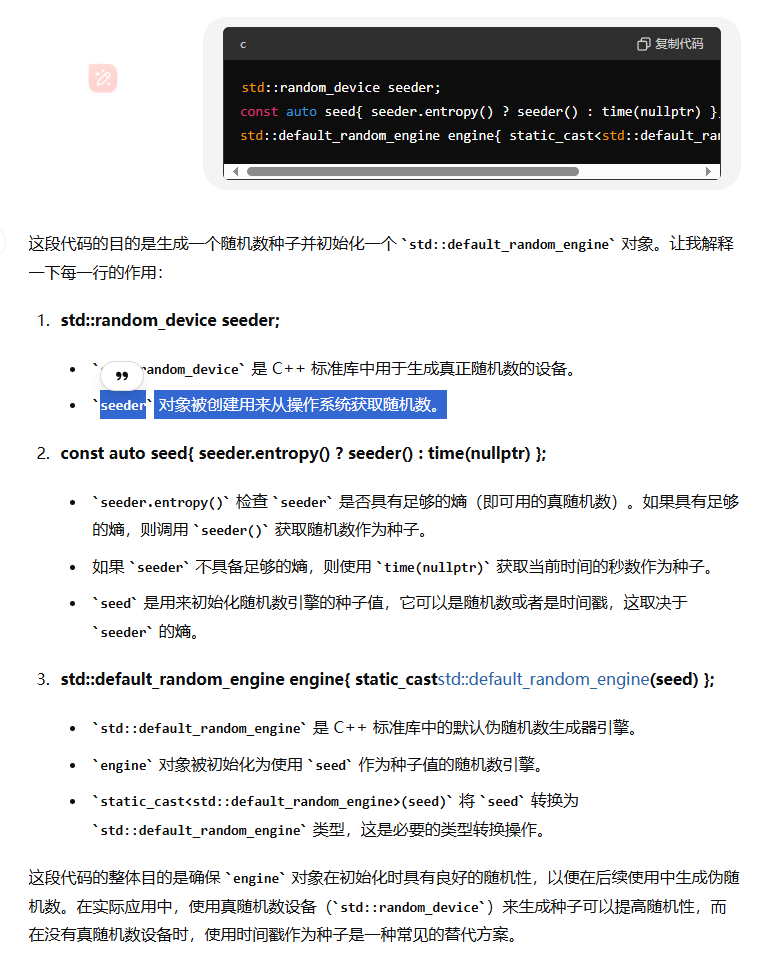 c
复制代码
std::random_device seeder;
const auto seed{ seeder.entropy() ? seeder() : time(nullptr) };
std::default_random_engine engine{ static_cast<std::default_ra
这段代码的目的是生成一个随机数种子并初始化一个 `std::default_random_engine` 对象。让我解释
一下每一行的作用：
1. std::random_device seeder;
• ` andom_device` 是 C++ 标准库中用于生成真正随机数的设备。
• `seeder` 对象被创建用来从操作系统获取随机数。
2. const auto seed{ seeder.entropy() ? seeder() : time(nullptr) };
• `seeder.entropy()` 检查 `seeder` 是否具有足够的熵（即可用的真随机数）。如果具有足够
的熵，则调用 `seeder()` 获取随机数作为种子。
• 如果 `seeder` 不具备足够的熵，则使用 `time(nullptr)` 获取当前时间的秒数作为种子。
• `seed` 是用来初始化随机数引擎的种子值，它可以是随机数或者是时间戳，这取决于
`seeder` 的熵。
3. std::default_random_engine engine{ static_caststd::default_random_engine(seed) };
• `std::default_random_engine` 是 C++ 标准库中的默认伪随机数生成器引擎。
• `engine` 对象被初始化为使用 `seed` 作为种子值的随机数引擎。
• `static_cast<std::default_random_engine>(seed)` 将 `seed` 转换为
`std::default_random_engine` 类型，这是必要的类型转换操作。
这段代码的整体目的是确保 `engine` 对象在初始化时具有良好的随机性，以便在后续使用中生成伪随
机数。在实际应用中，使用真随机数设备（`std::random_device`）来生成种子可以提高随机性，而
在没有真随机数设备时，使用时间戳作为种子是一种常见的替代方案。